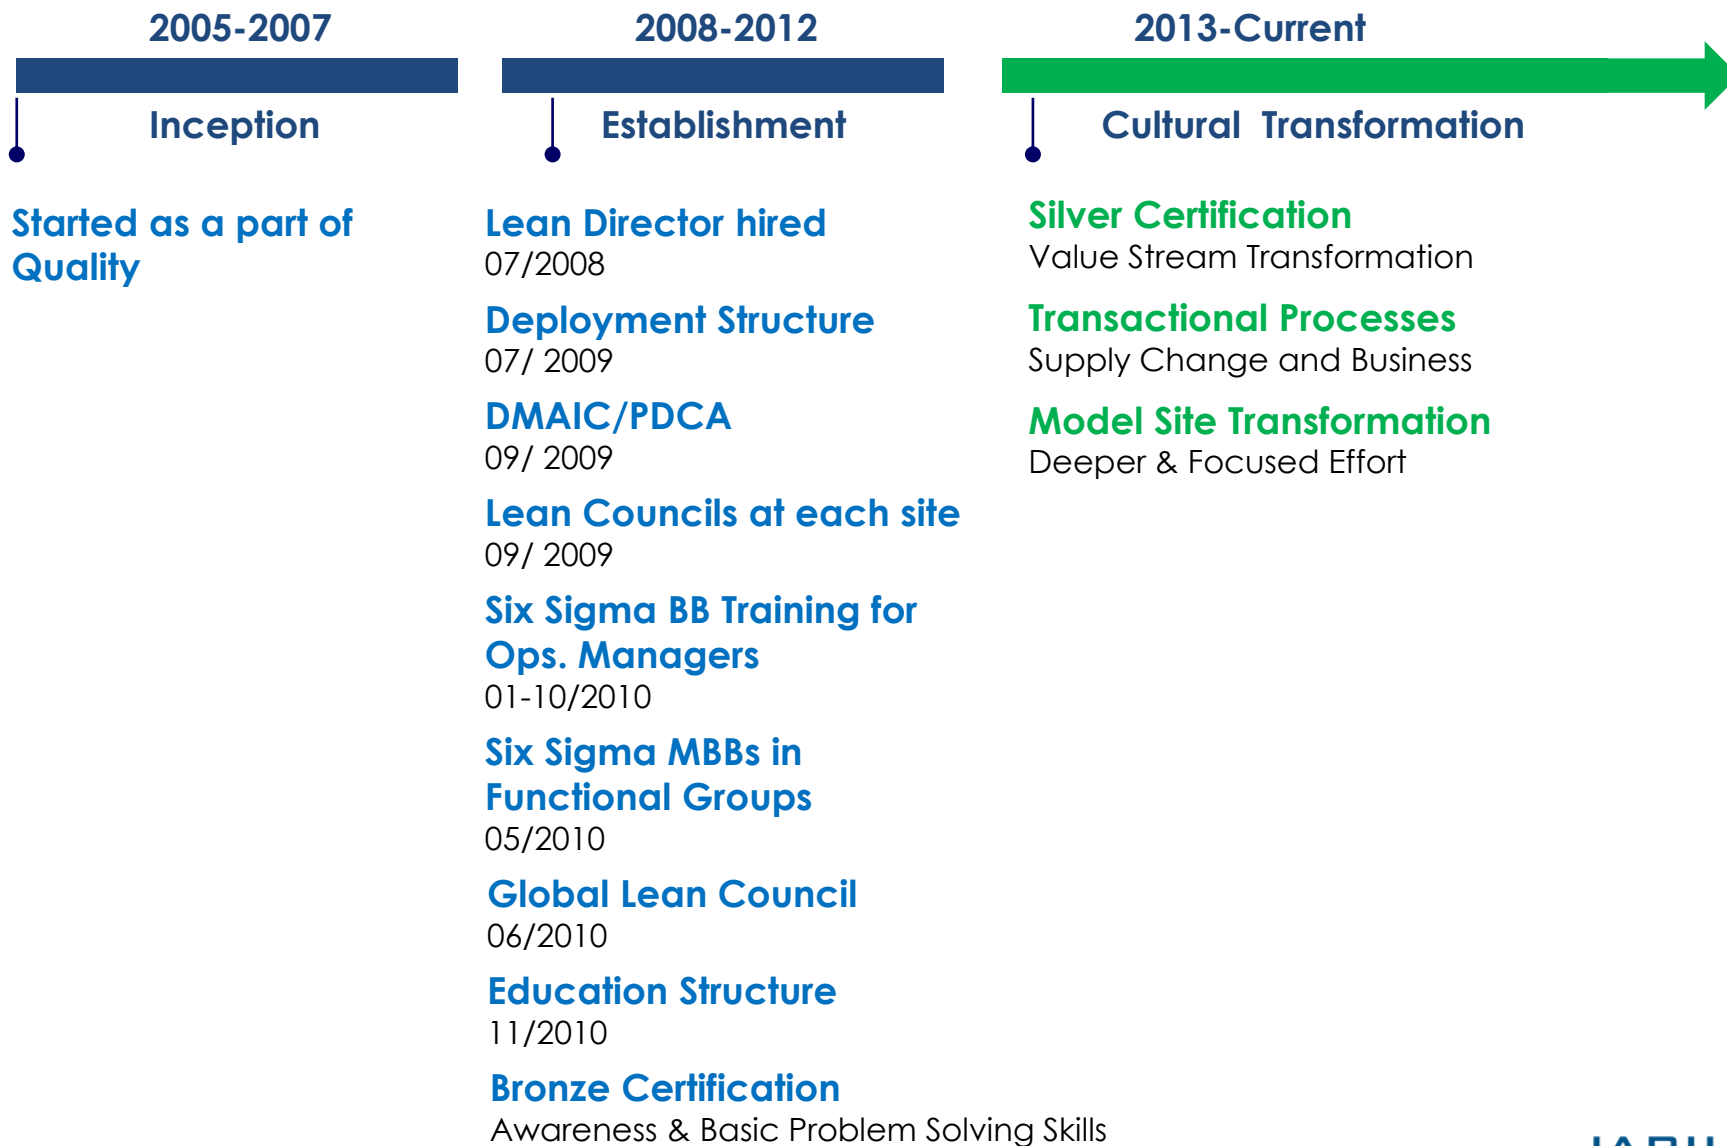 2005-2007
Inception
Started as a part of
Quality
2008-2012
Establishment
Lean Director hired
07/2008
Deployment Structure
07/ 2009
DMAIC/PDCA
09/ 2009
Lean Councils at each site
09/ 2009
Six Sigma BB Training for
Ops. Managers
01-10/2010
Six Sigma MBBs in
Functional Groups
05/2010
Global Lean Council
06/2010
Education Structure
11/2010
Bronze Certification
Awareness & Basic Problem Solving Skills
2013-Current
Cultural Transformation
Silver Certification
Value Stream Transformation
Transactional Processes
Supply Change and Business
Model Site Transformation
Deeper & Focused Effort